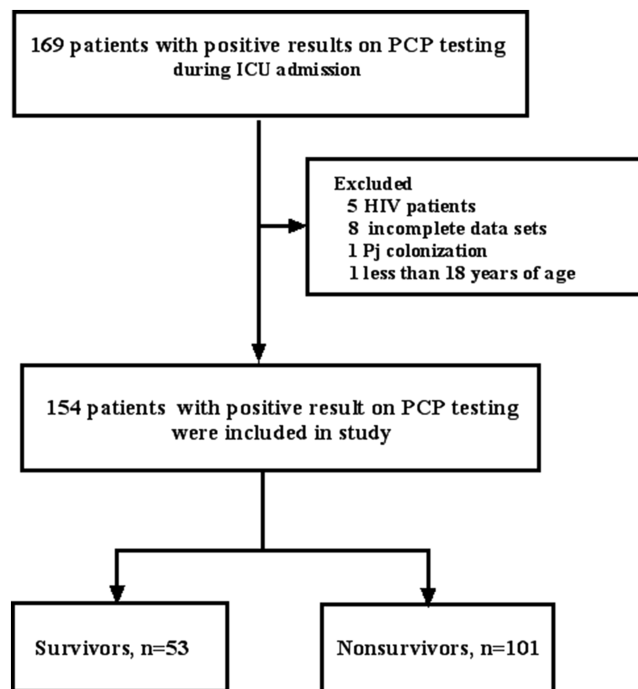 169 patients with positive results on PCP testing
during ICU admission
Excluded
5 HIV patients
8 incomplete data sets
1 Pj colonization
1 less than 18 years of age
154 patients with positive result on PCP testing
were included in study
Survivors, n=53
Nonsurvivors, n=101